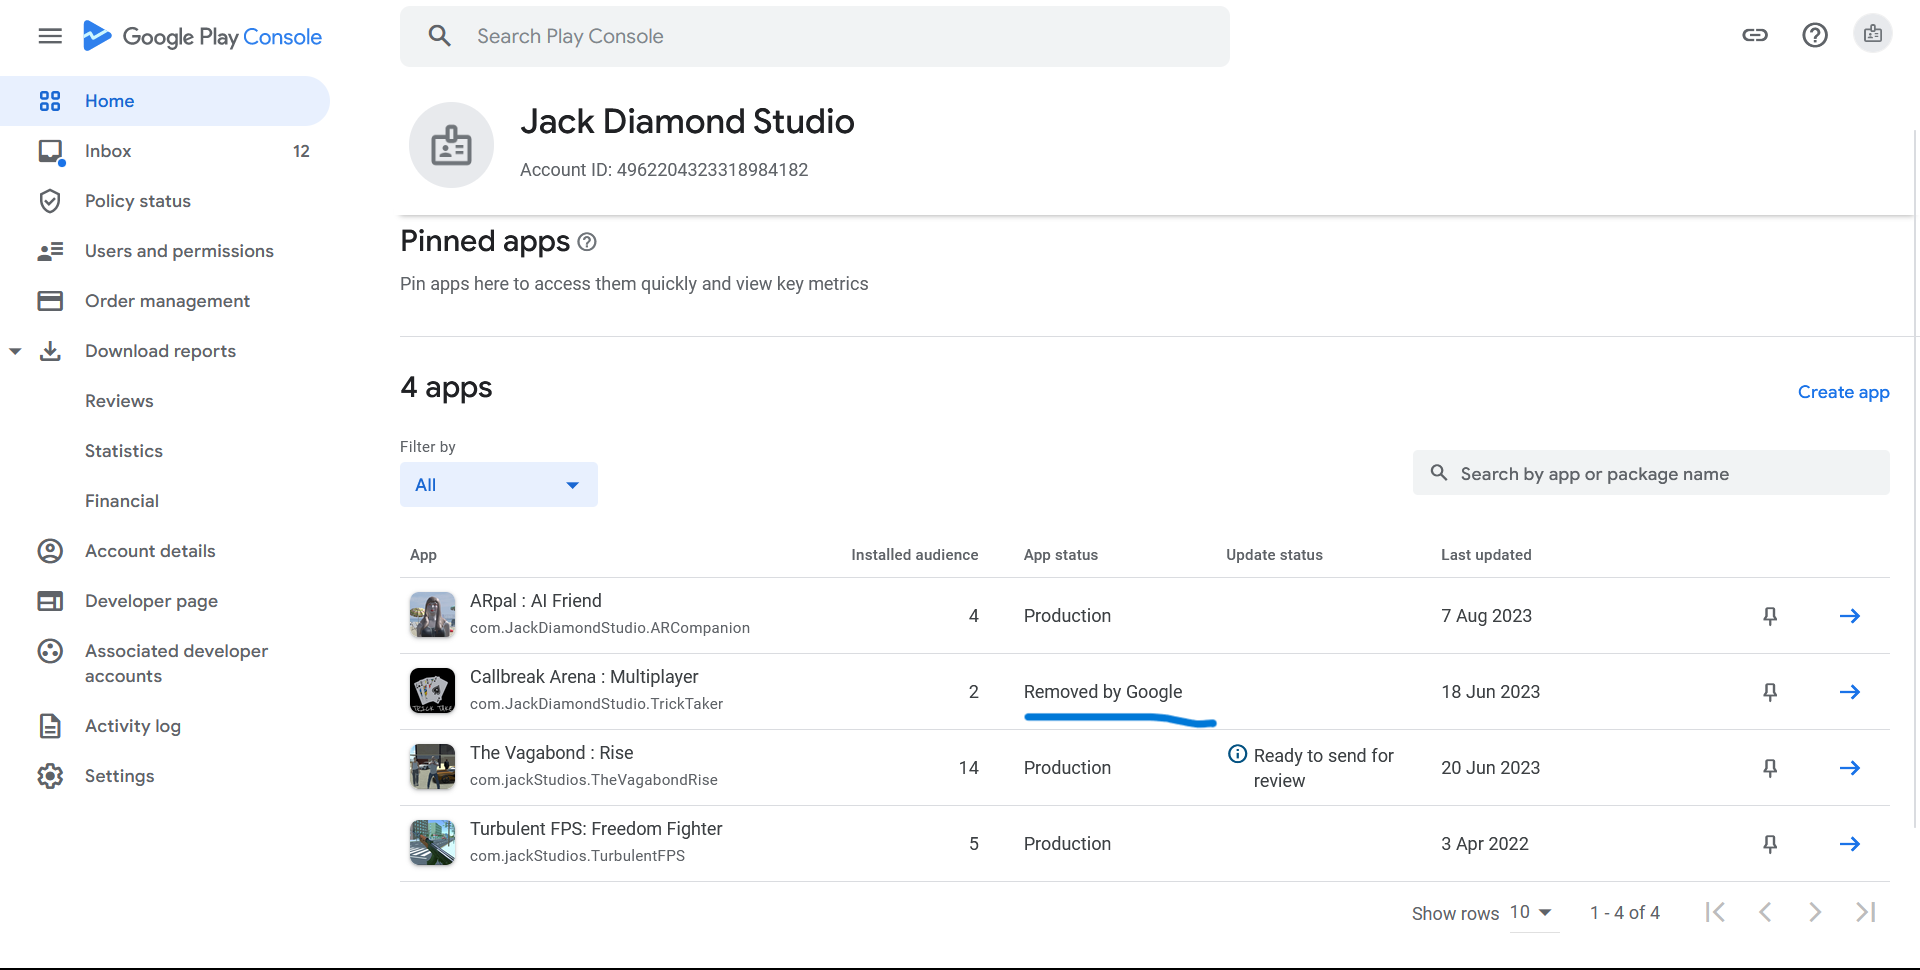 Google Play Console
Search Play Console
Home
Inbox 12
Policy status
Users and permissions
Order management
Download reports
Reviews
Statistics
Financial
Account details
Developer page
Associated developer
accounts
Activity log
Settings
Jack Diamond Studio
Account ID: 4962204323318984182
Pinned apps
Pin apps here to access them quickly and view key metrics
4 apps
Create app
Filter by
All
Search by app or package name
App Installed audience App status Update status Last updated
ARpal : AI Friend
com.JackDiamondStudio.ARCompanion
4 Production 7 Aug 2023
Callbreak Arena : Multiplayer
com.JackDiamondStudio.TrickTaker
2 Removed by Google 18 Jun 2023
The Vagabond : Rise
com.jackStudios.TheVagabondRise
14 Production Ready to send for
review
20 Jun 2023
Turbulent FPS: Freedom Fighter
com.jackStudios.TurbulentFPS
5 Production 3 Apr 2022
Show rows 10 1 - 4 of 4